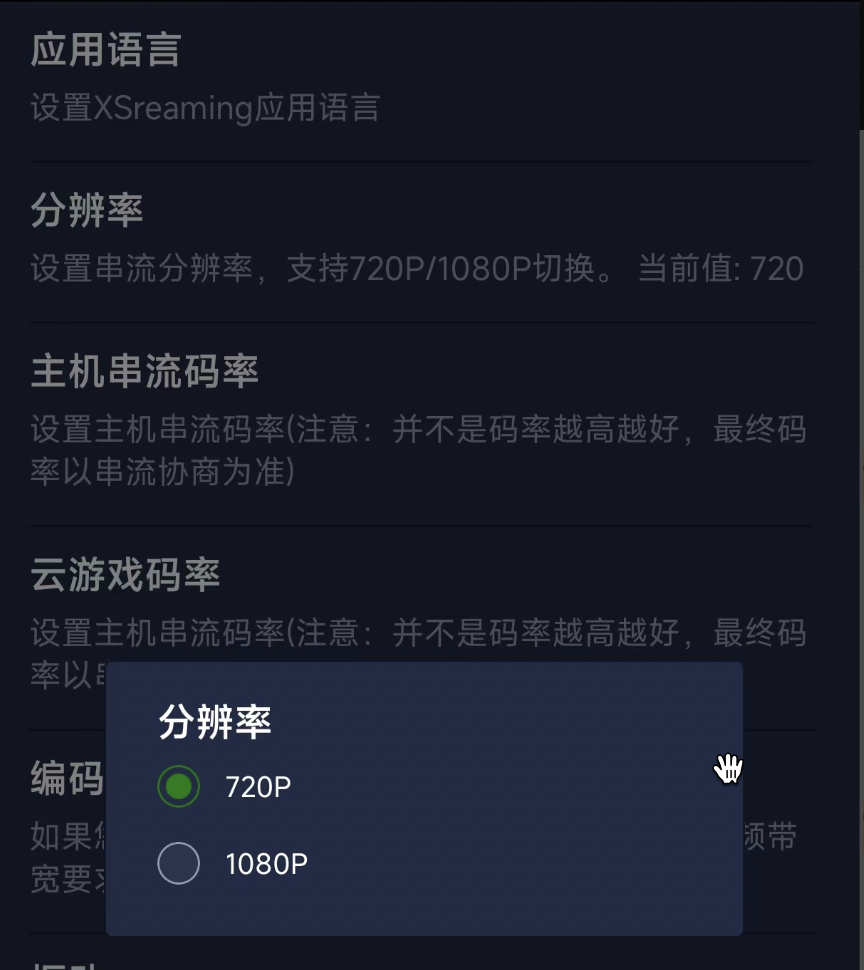 应用语言
设置XSreaming应用语言
分辨率
设置串流分辨率，支持720P/1080P切换。 当前值: 720
主机串流码率
设置主机串流码率(注意：并不是码率越高越好，最终码
率以串流协商为准)
云游戏码率
设置主机串流码率(注意：并不是码率越高越好，最终码
率以
分辨率
720P
1080P
编码
如果 频带
宽要